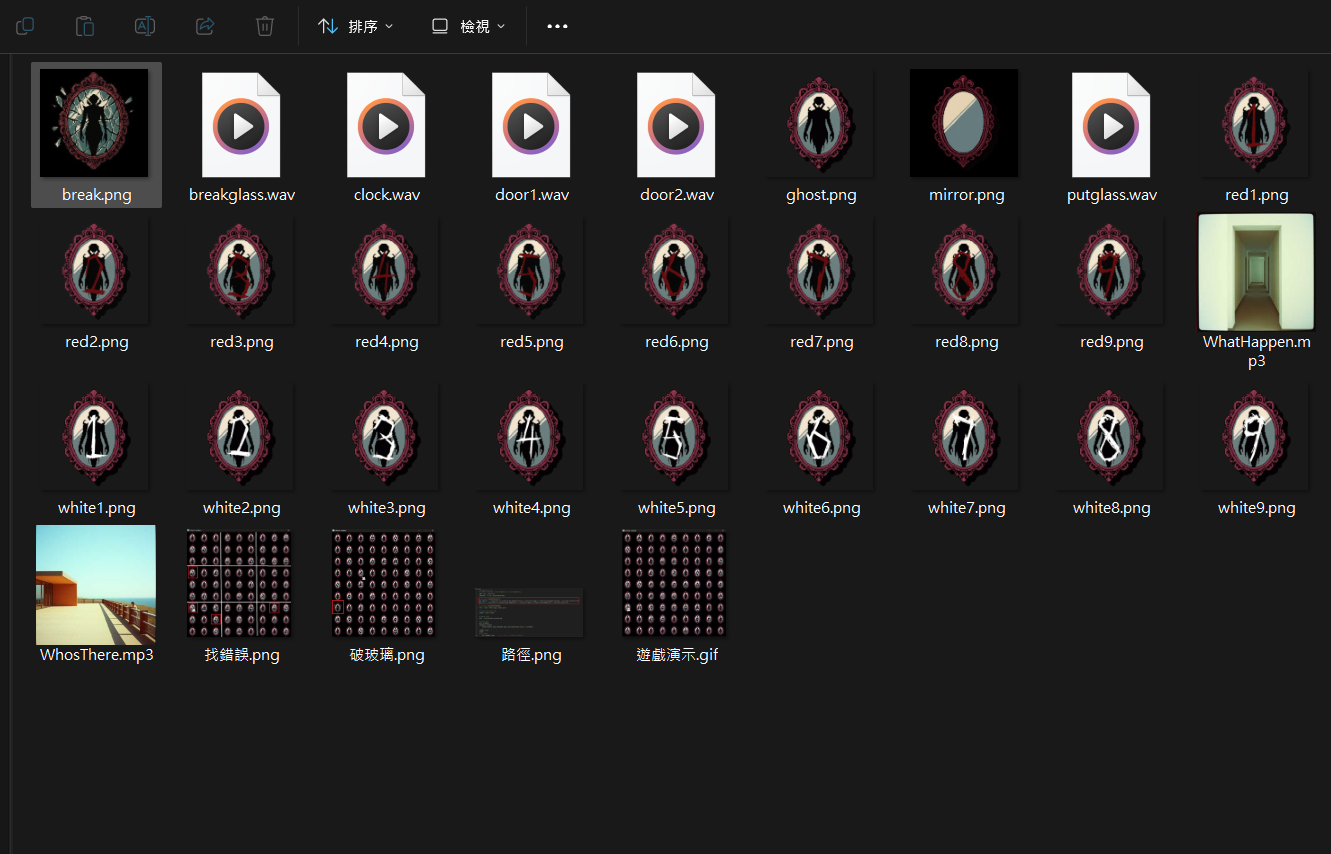 排序
檢視
break.png
breakglass.wav
clock.wav
door1.wav
door2.wav
ghost.png
mirror.png
putglass.wav
red1.png
red2.png
red3.png
red4.png
red5.png
red6.png
red7.png
red8.png
red9.png
WhatHappen.m
p3
white1.png
white2.png
white3.png
white4.png
white5.png
white6.png
white7.png
white8.png
white9.png
WhosThere.mp3
找錯誤.png
破玻璃.png
路徑.png
遊戲演示.gif